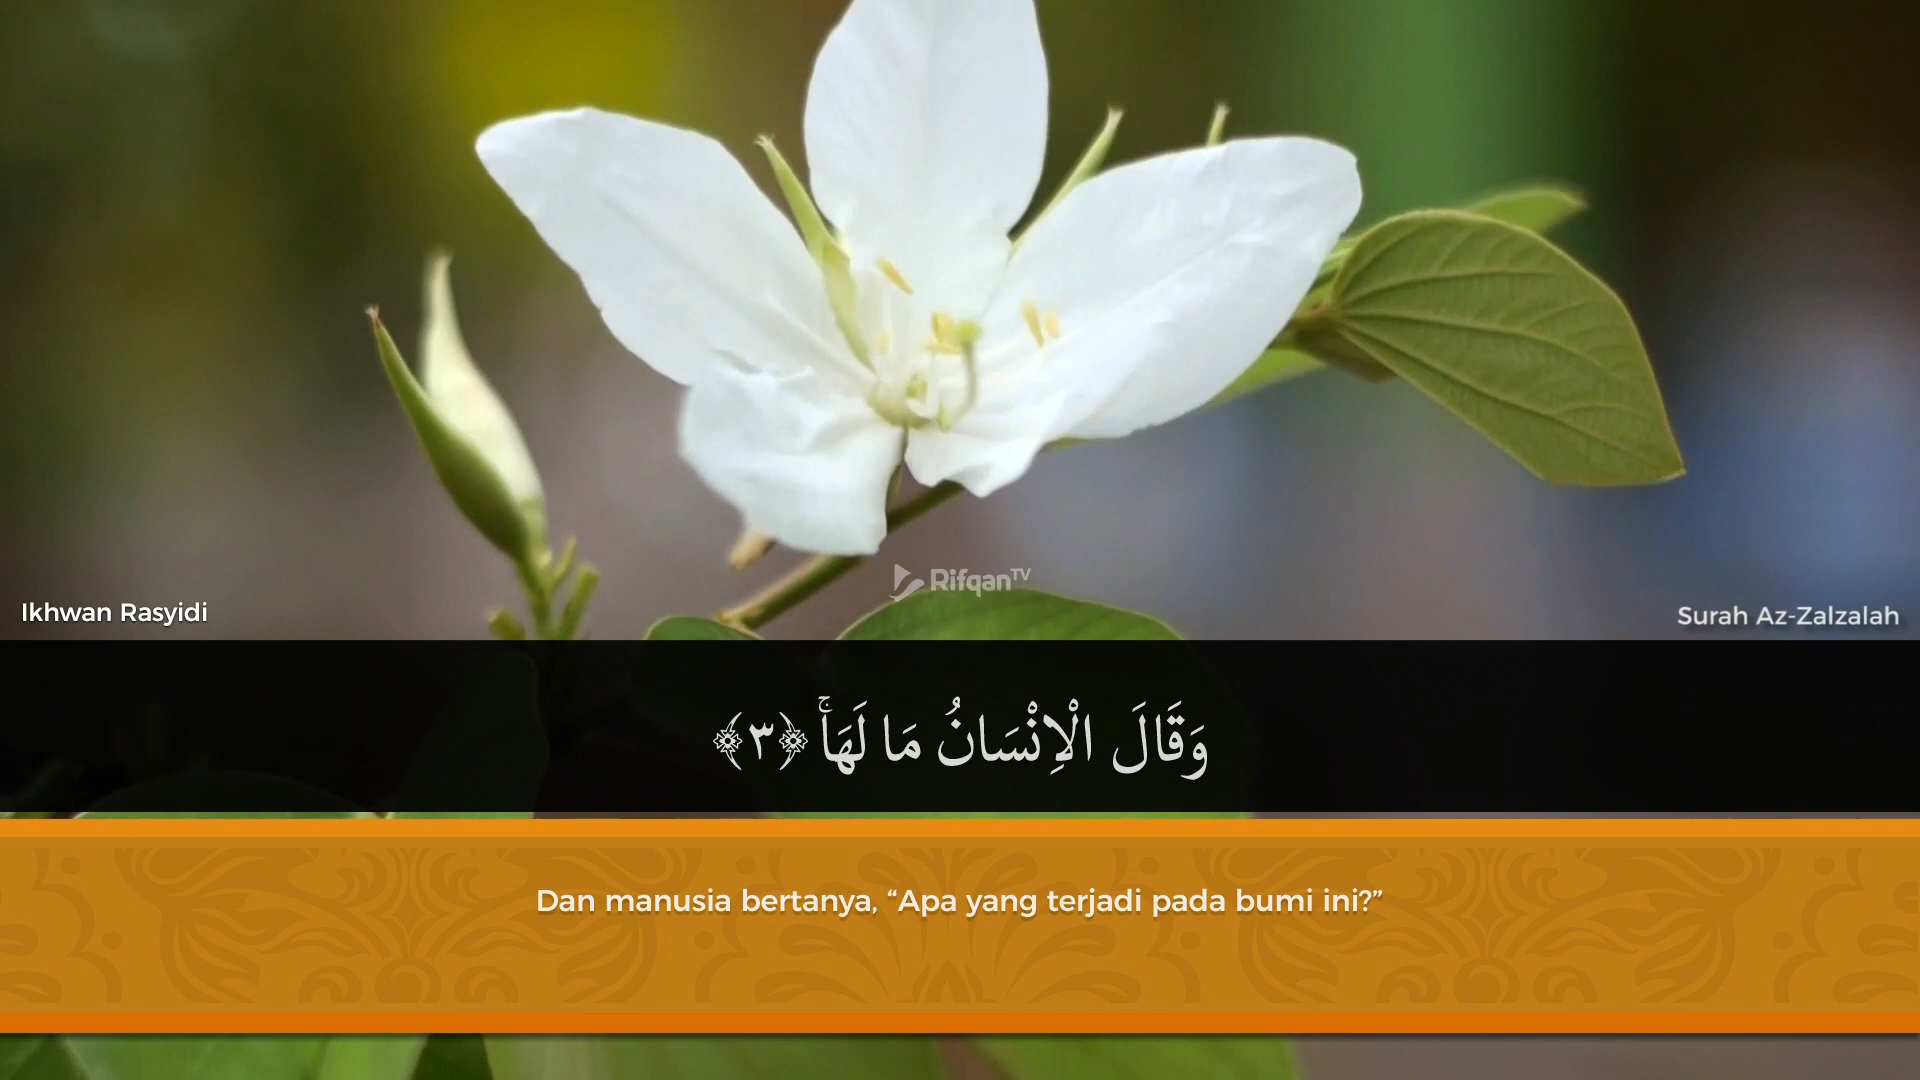 RifqanTV
Ikhwan Rasyidi
Surah Az-Zalzalah
وَقَالَ الْاِنْسَانُ مَا لَهَاۚ ﴿٣﴾
Dan manusia bertanya, “Apa yang terjadi pada bumi ini?”